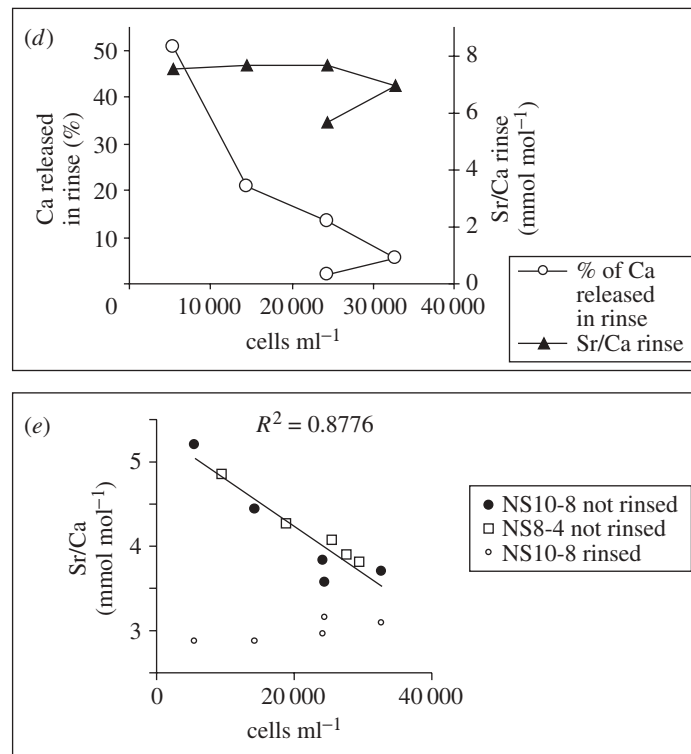 (d)
50
40
30
20
10
0
Ca released
in rinse (%)
8
6
4
2
0
Sr/Ca rinse
(mmol mol⁻¹)
10 000
20 000
30 000
40 000
cells ml⁻¹
% of Ca
released
in rinse
Sr/Ca rinse
(e)
R² = 0.8776
5
4
3
Sr/Ca
(mmol mol⁻¹)
0
20 000
40 000
cells ml⁻¹
NS10-8 not rinsed
NS8-4 not rinsed
NS10-8 rinsed